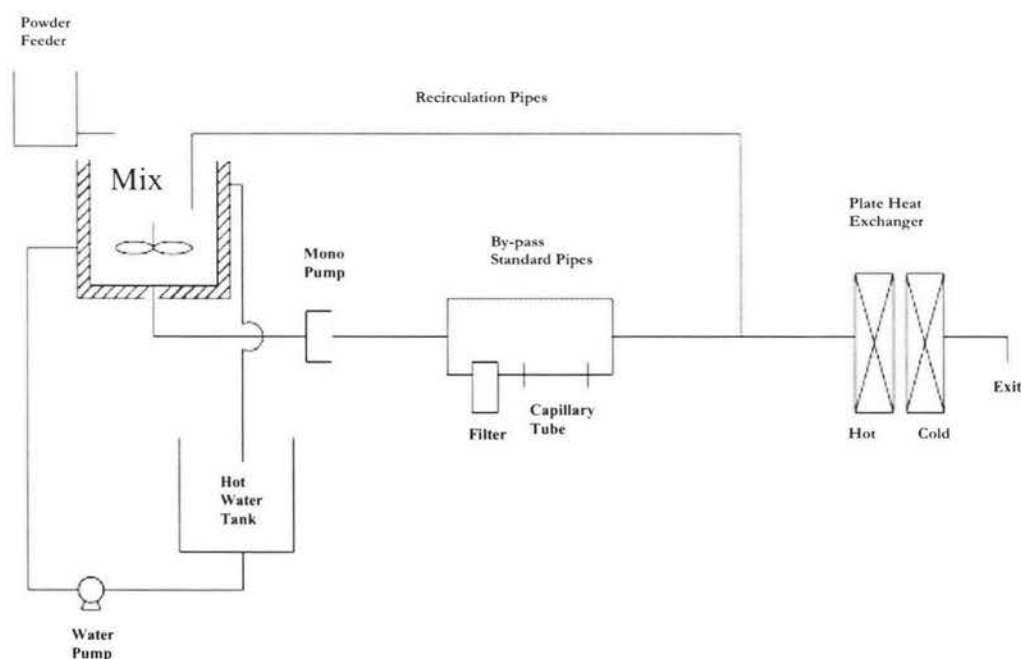 Powder
Feeder
Recirculation Pipes
Mix
Plate Heat
Exchanger
By-pass
Standard Pipes
Mono
Pump
Exit
Capillary
Tube
Filter
Hot
Cold
Hot
Water
Tank
Water
Pump